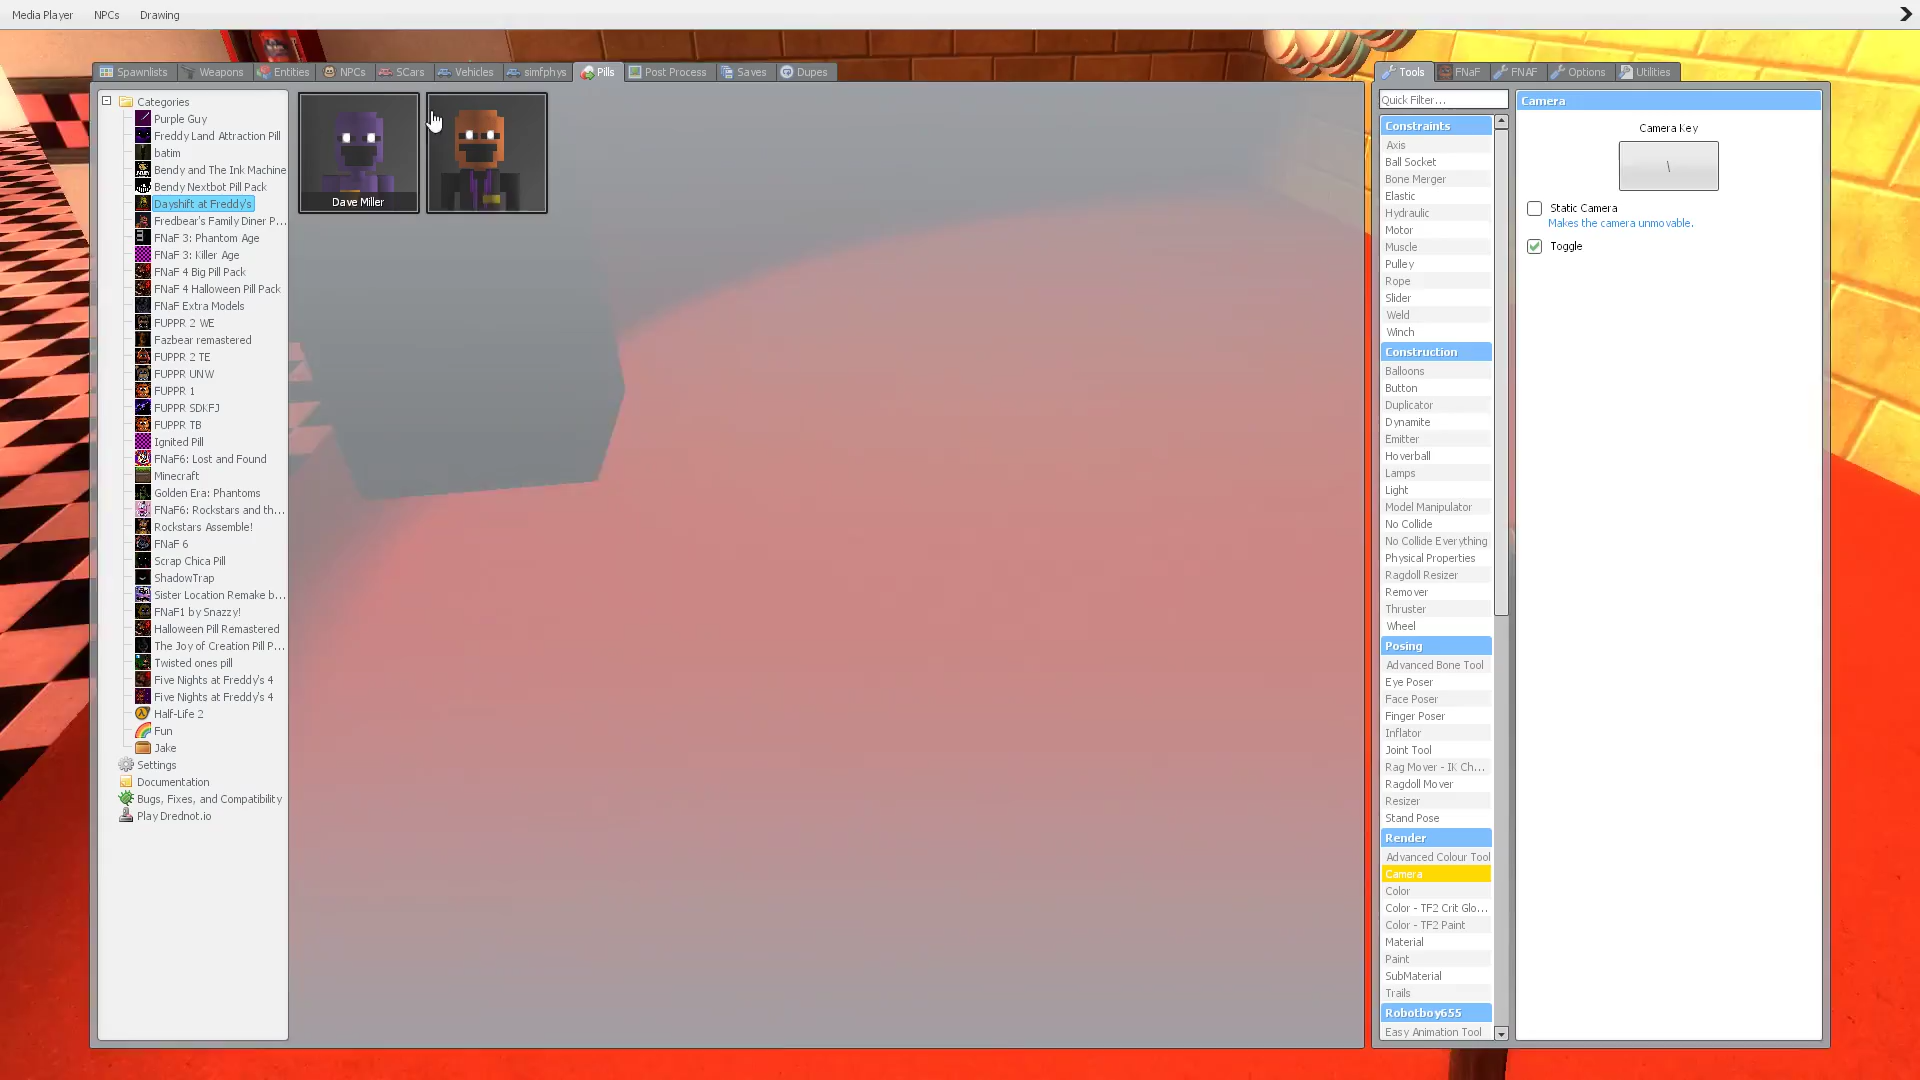 Media Player NPCs Drawing
Spawnlists Weapons Entities NPCs SCars Vehicles simfphys Pills Post Process Saves Dupes
Categories
Purple Guy
Freddy Land Attraction Pill
batim
Bendy and The Ink Machine
Bendy Nextbot Pill Pack
Dayshift at Freddy's
Fredbear's Family Diner P...
FNaF 3: Phantom Age
FNaF 3: Killer Age
FNaF 4 Big Pill Pack
FNaF 4 Halloween Pill Pack
FNaF Extra Models
FUPPR 2 WE
Fazbear remastered
FUPPR 2 TE
FUPPR UNW
FUPPR 1
FUPPR SDKFJ
FUPPR TB
Ignited Pill
FNaF6: Lost and Found
Minecraft
Golden Era: Phantoms
FNaF6: Rockstars and th...
Rockstars Assemble!
FNaF 6
Scrap Chica Pill
ShadowTrap
Sister Location Remake b...
FNaF1 by Snazzy!
Halloween Pill Remastered
The Joy of Creation Pill P...
Twisted ones pill
Five Nights at Freddy's 4
Five Nights at Freddy's 4
Half-Life 2
Fun
Jake
Settings
Documentation
Bugs, Fixes, and Compatibility
Play Drednot.io
Dave Miller
Tools FNaF FNAF Options Utilities
Quick Filter...
Constraints
Axis
Ball Socket
Bone Merger
Elastic
Hydraulic
Motor
Muscle
Pulley
Rope
Slider
Weld
Winch
Construction
Balloons
Button
Duplicator
Dynamite
Emitter
Hoverball
Lamps
Light
Model Manipulator
No Collide
No Collide Everything
Physical Properties
Ragdoll Resizer
Remover
Thruster
Wheel
Posing
Advanced Bone Tool
Eye Poser
Face Poser
Finger Poser
Inflator
Joint Tool
Rag Mover - IK Ch...
Ragdoll Mover
Resizer
Stand Pose
Render
Advanced Colour Tool
Camera
Color
Color - TF2 Crit Glo...
Color - TF2 Paint
Material
Paint
SubMaterial
Trails
Robotboy655
Easy Animation Tool
Camera
Camera Key
\
Static Camera
Makes the camera unmovable.
Toggle